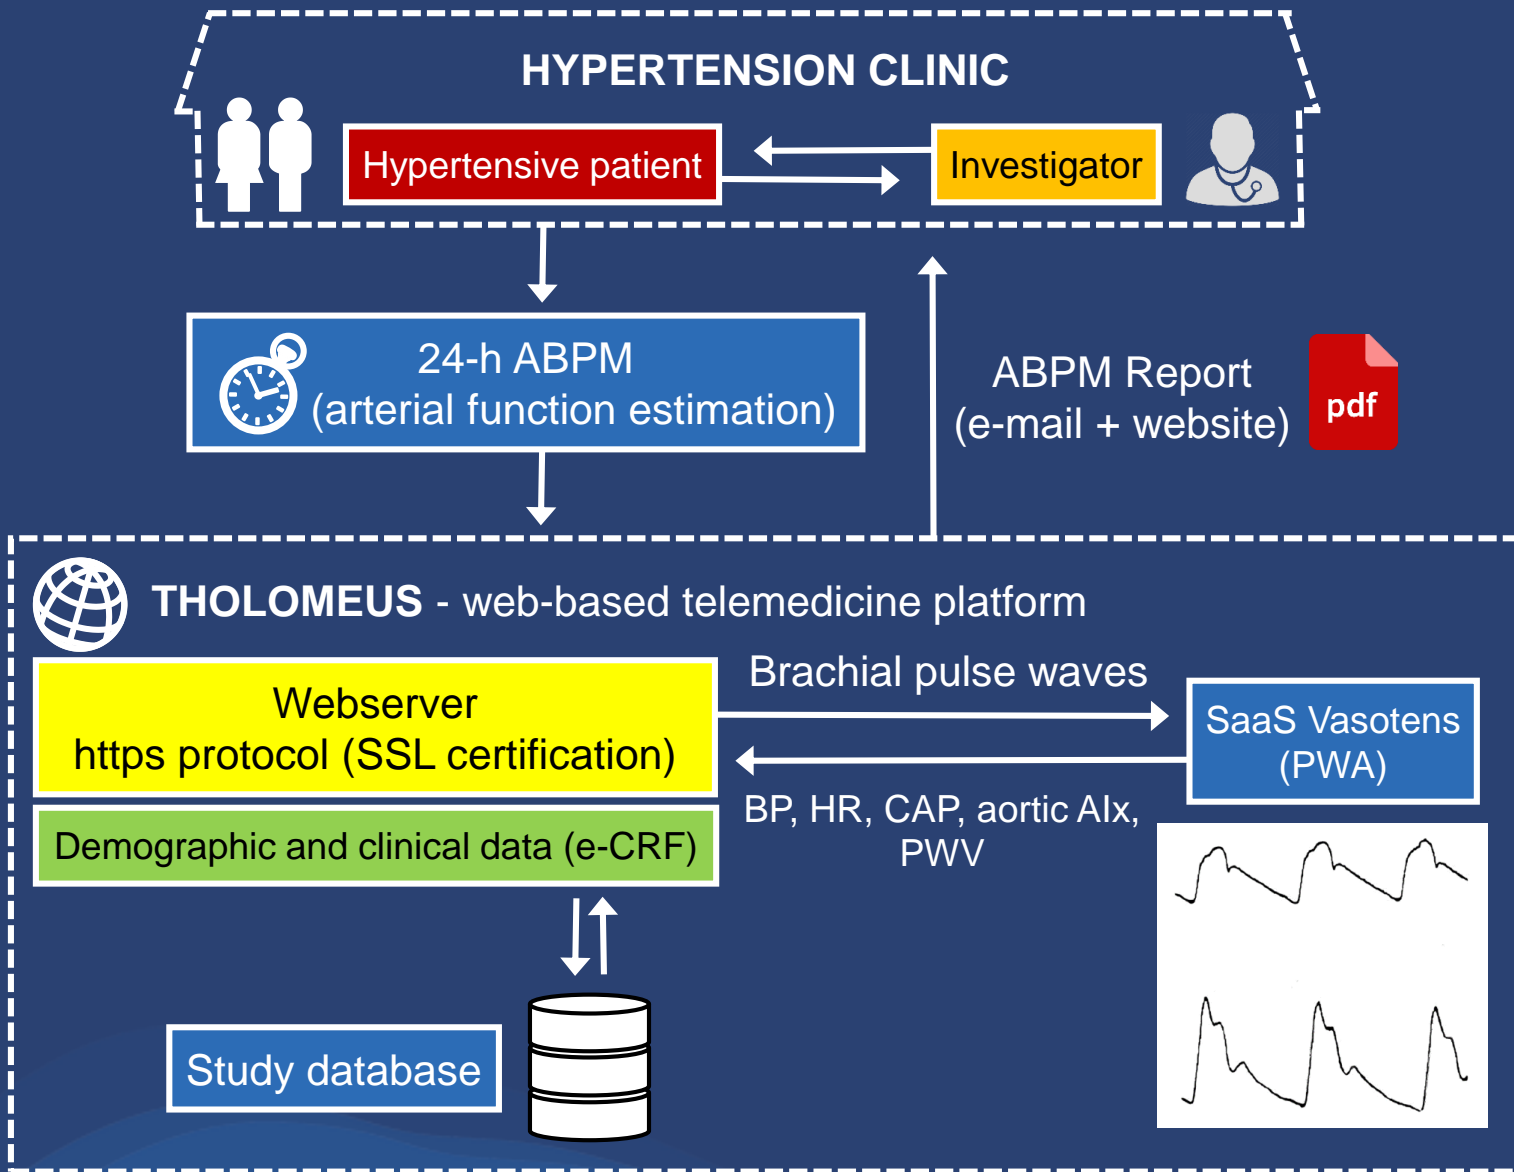 HYPERTENSION CLINIC
Hypertensive patient
Investigator
24-h ABPM
(arterial function estimation)
ABPM Report
(e-mail + website)
pdf
THOLOMEUS - web-based telemedicine platform
Webserver
https protocol (SSL certification)
Demographic and clinical data (e-CRF)
Brachial pulse waves
BP, HR, CAP, aortic AIx,
PWV
SaaS Vasotens
(PWA)
Study database